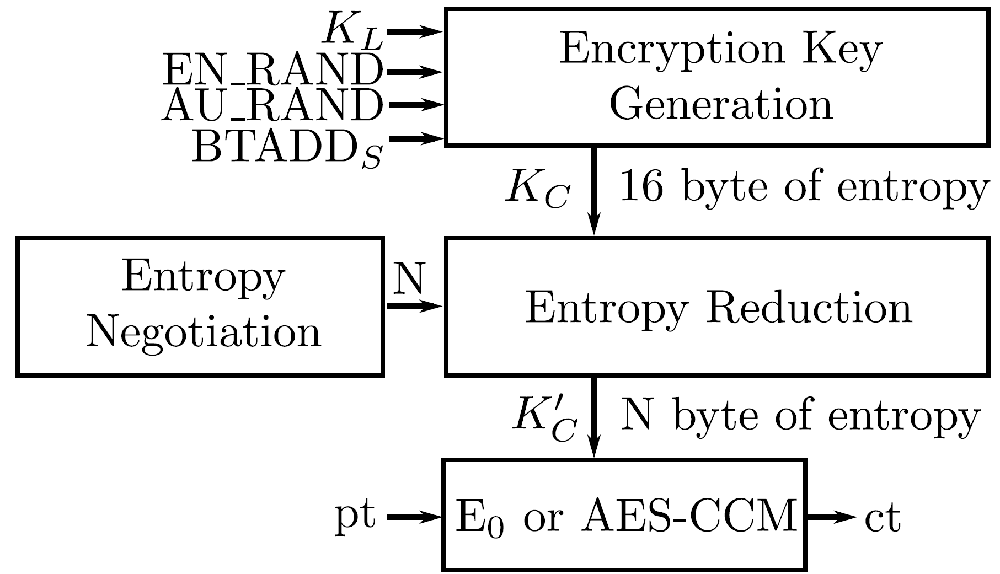 K_L
EN_RAND
AU_RAND
BTADD_S
Encryption Key
Generation
K_C
16 byte of entropy
Entropy
Negotiation
N
Entropy Reduction
K'_C
N byte of entropy
pt
E_0 or AES-CCM
ct